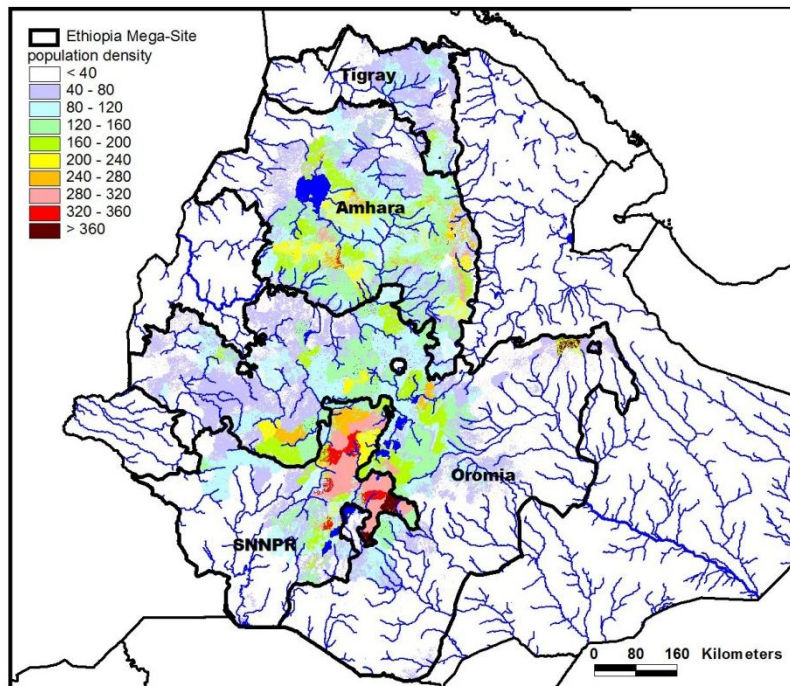 Ethiopia Mega-Site
population density
< 40
40 - 80
80 - 120
120 - 160
160 - 200
200 - 240
240 - 280
280 - 320
320 - 360
> 360
Tigray
Amhara
Oromia
SNNPR
0 80 160 Kilometers